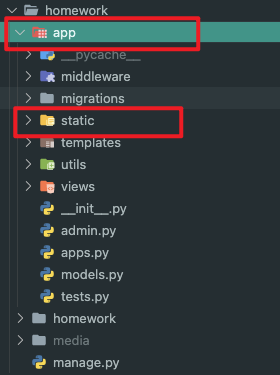 homework
app
__pycache__
middleware
migrations
static
templates
utils
views
__init__.py
admin.py
apps.py
models.py
tests.py
homework
media
manage.py